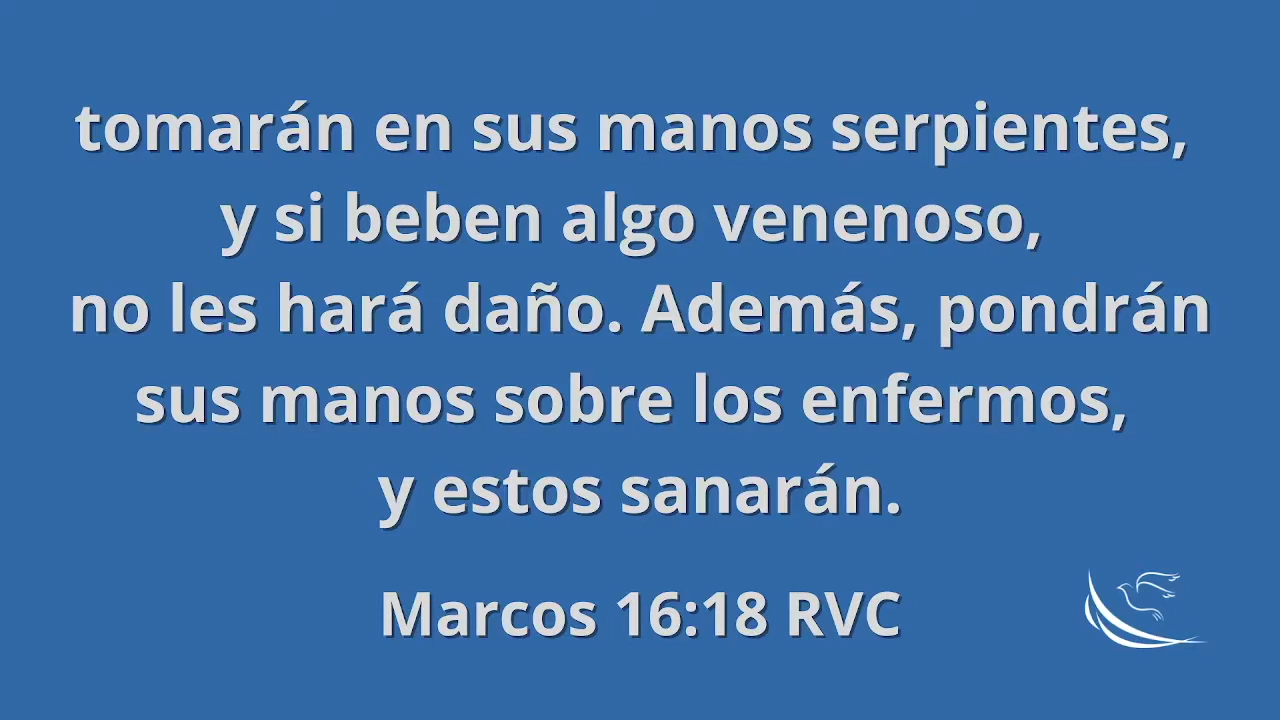 tomarán en sus manos serpientes,
y si beben algo venenoso,
no les hará daño. Además, pondrán
sus manos sobre los enfermos,
y estos sanarán.
Marcos 16:18 RVC